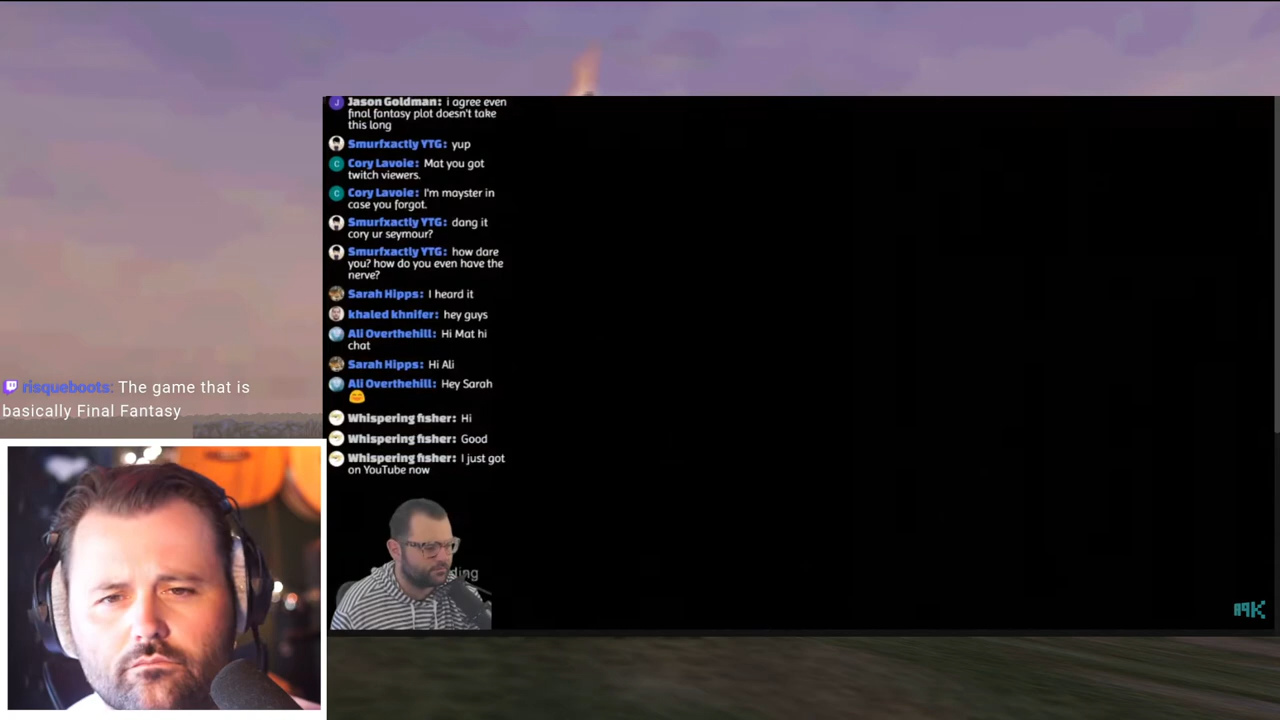 Jason Goldman: i agree even
final fantasy plot doesn't take
this long
Smurfxactly YTG: yup
Cory Lavoie: Mat you got
twitch viewers.
Cory Lavoie: I'm mayster in
case you forgot.
Smurfxactly YTG: dang it
cory ur seymour?
Smurfxactly YTG: how dare
you? how do you even have the
nerve?
Sarah Hipps: I heard it
khaled khnifer: hey guys
Ali Overthehill: Hi Mat hi
chat
Sarah Hipps: Hi Ali
Ali Overthehill: Hey Sarah
Whispering fisher: Hi
Whispering fisher: Good
Whispering fisher: I just got
on YouTube now
risqueboots: The game that is
basically Final Fantasy